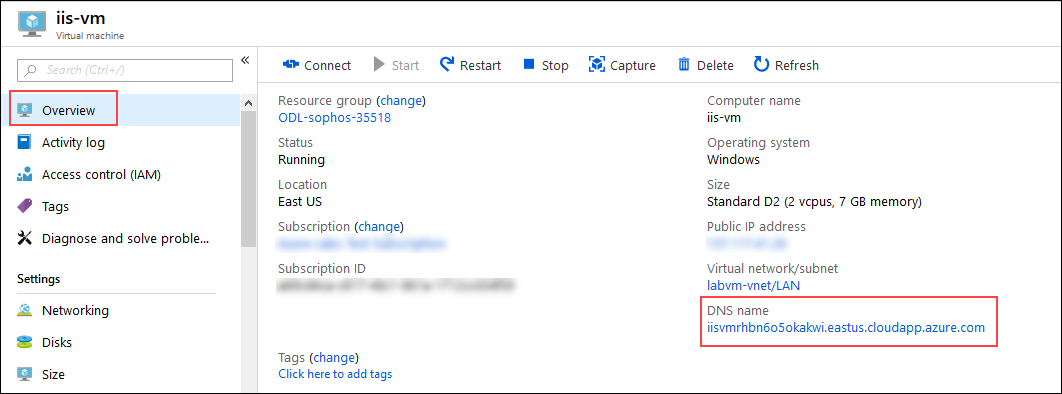 iis-vm
Virtual machine
Search (Ctrl+/)
«
Overview
Activity log
Access control (IAM)
Tags
Diagnose and solve proble...
Settings
Networking
Disks
Size
Connect Start Restart Stop Capture Delete Refresh
Resource group (change)
ODL-sophos-35518
Status
Running
Location
East US
Subscription (change)
Subscription ID
Tags (change)
Click here to add tags
Computer name
iis-vm
Operating system
Windows
Size
Standard D2 (2 vcpus, 7 GB memory)
Public IP address
Virtual network/subnet
labvm-vnet/LAN
DNS name
iisvmrhbn6o5okakwi.eastus.cloudapp.azure.com